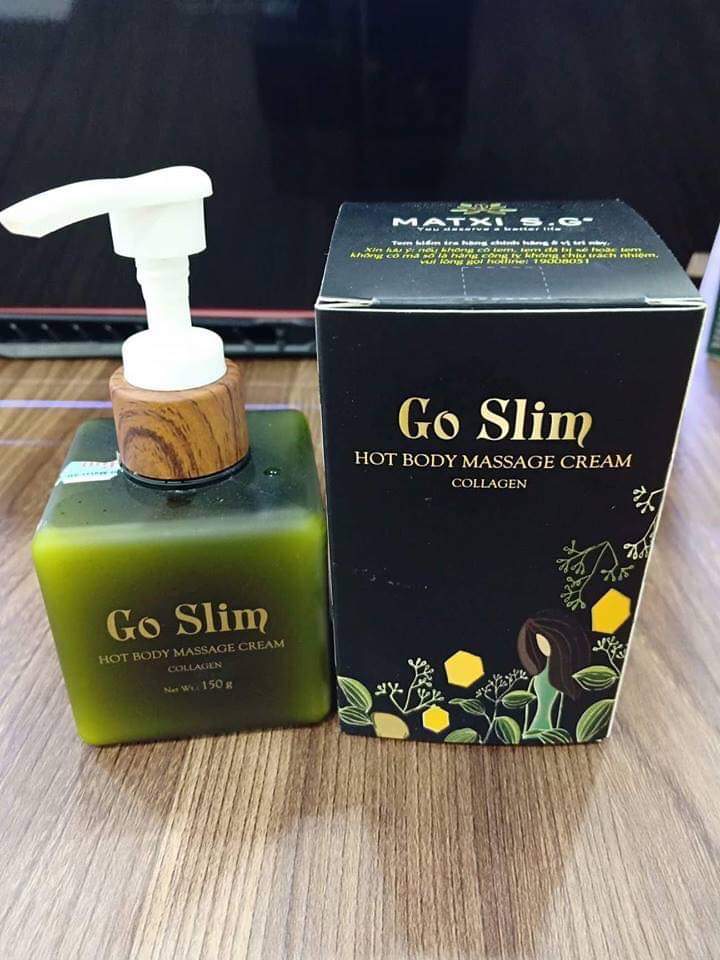 MATXI S.G®
You deserve a better life
Tem kiểm tra hàng chính hãng ở vị trí này.
Xin lưu ý: nếu không có tem, tem đã bị xé hoặc tem
không có mã số là hàng công ty không chịu trách nhiệm,
vui lòng gọi hotline: 19008051
Go Slim
HOT BODY MASSAGE CREAM
COLLAGEN
Go Slim
HOT BODY MASSAGE CREAM
COLLAGEN
Net Wt.: 150 g